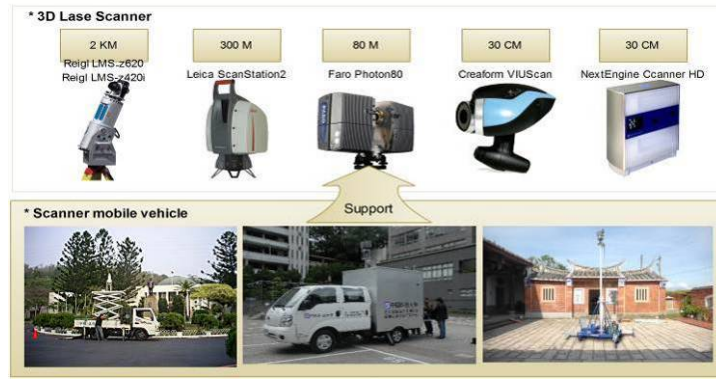 * 3D Lase Scanner
2 KM
300 M
80 M
30 CM
30 CM
Reigl LMS-z620
Reigl LMS-z420i
Leica ScanStation2
Faro Photon80
Creaform VIUScan
NextEngine Ccanner HD
Support
* Scanner mobile vehicle